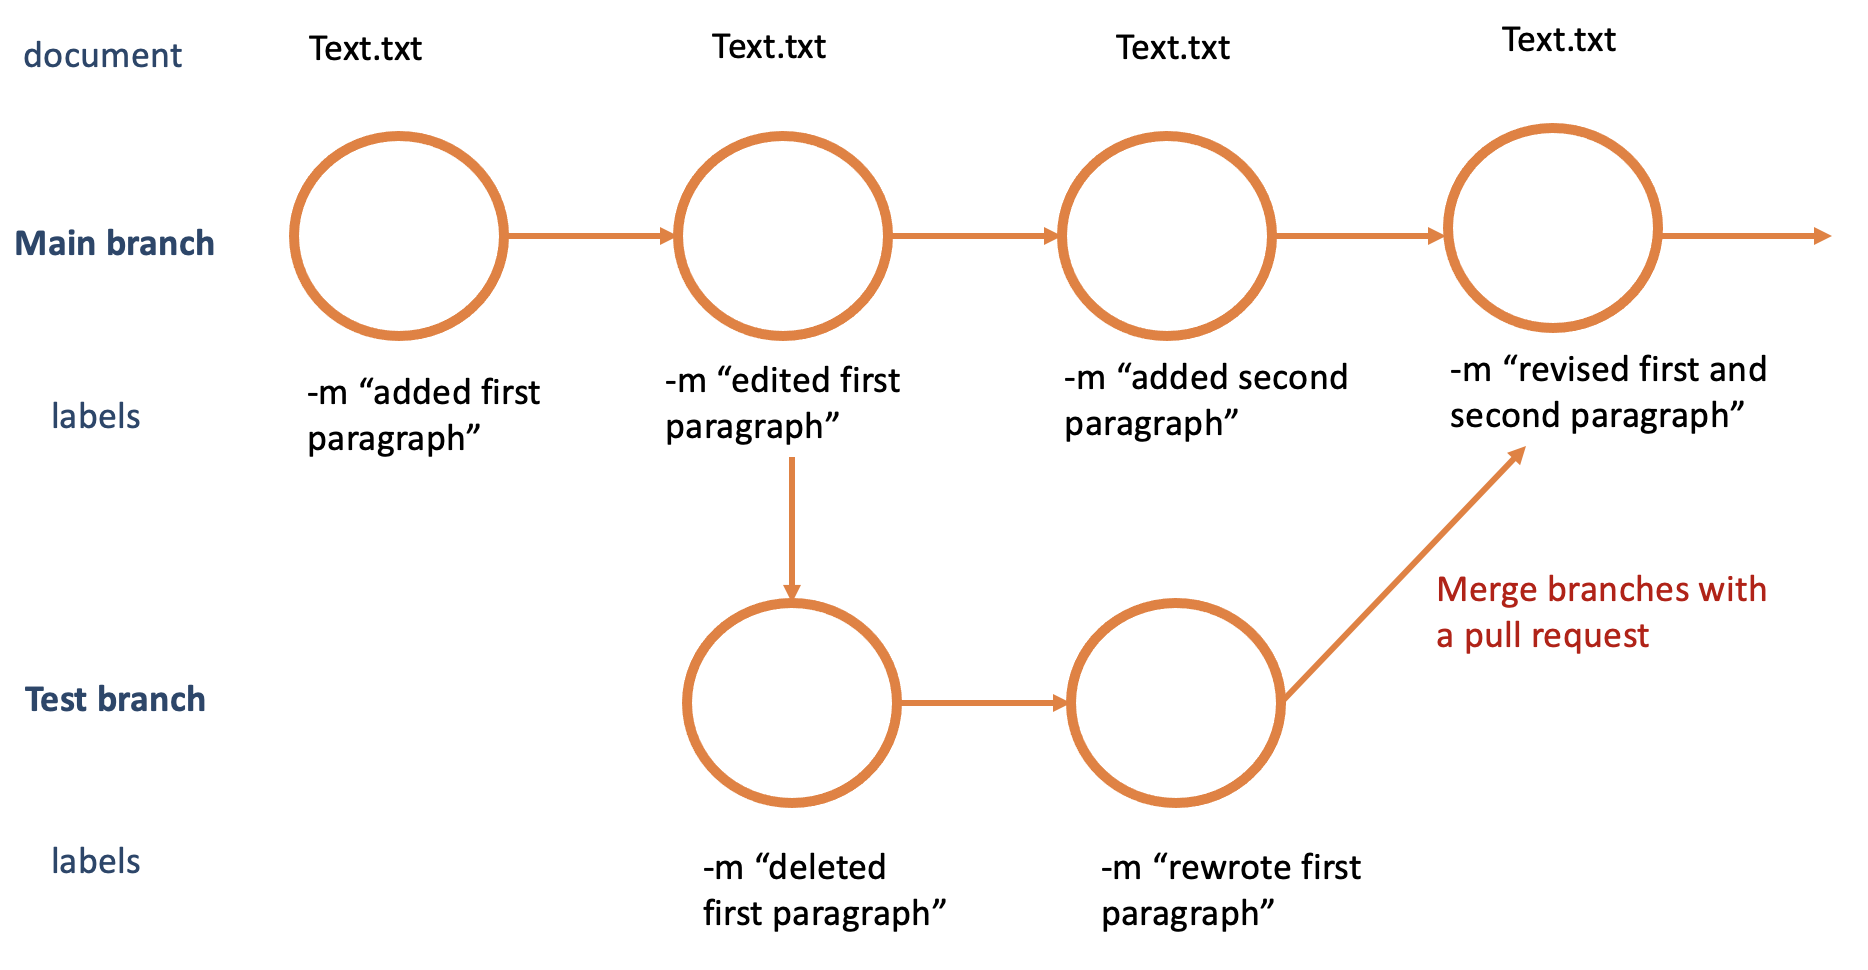 document
Text.txt
Text.txt
Text.txt
Text.txt
Main branch
labels
-m “added first
paragraph”
-m “edited first
paragraph”
-m “added second
paragraph”
-m “revised first and
second paragraph”
Merge branches with
a pull request
Test branch
labels
-m “deleted
first paragraph”
-m “rewrote first
paragraph”